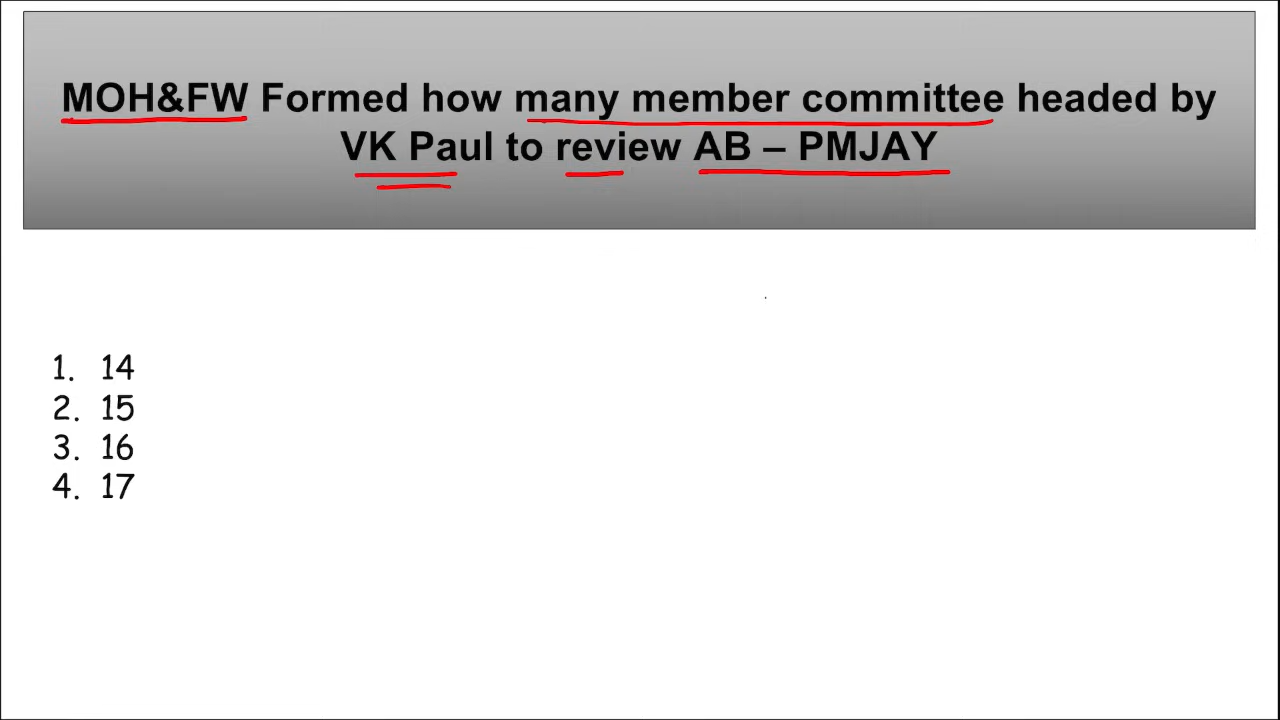 MOH&FW Formed how many member committee headed by
VK Paul to review AB – PMJAY
1. 14
2. 15
3. 16
4. 17